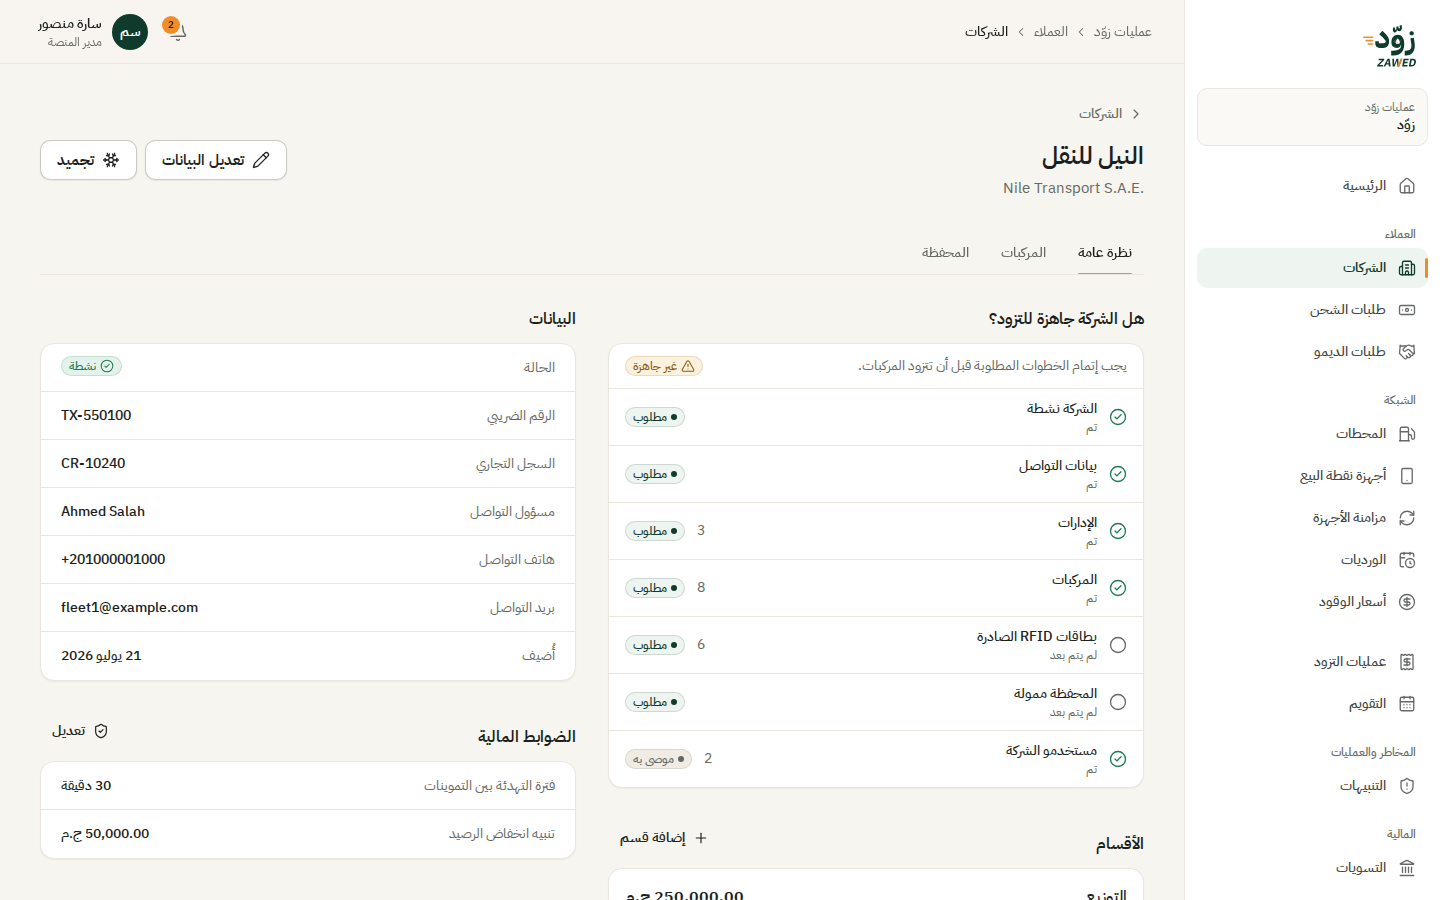 زوّد
ZAWED
عمليات زوّد
زوّد
الرئيسية
العملاء
الشركات
طلبات الشحن
طلبات الديمو
الشبكة
المحطات
أجهزة نقطة البيع
مزامنة الأجهزة
الورديات
أسعار الوقود
عمليات التزود
التقويم
المخاطر والعمليات
التنبيهات
المالية
التسويات
عمليات زوّد
العملاء
الشركات
2
سم
سارة منصور
مدير المنصة
الشركات
النيل للنقل
Nile Transport S.A.E.
تعديل البيانات
تجميد
نظرة عامة
المركبات
المحفظة
هل الشركة جاهزة للتزود؟
يجب إتمام الخطوات المطلوبة قبل أن تتزود المركبات.
غير جاهزة
الشركة نشطة
تم
مطلوب
بيانات التواصل
تم
مطلوب
الإدارات
تم
3
مطلوب
المركبات
تم
8
مطلوب
بطاقات RFID الصادرة
لم يتم بعد
6
مطلوب
المحفظة ممولة
لم يتم بعد
مطلوب
مستخدمو الشركة
تم
2
موصى به
الأقسام
إضافة قسم
التوزيع
250,000.00 ج.م
البيانات
الحالة
نشطة
الرقم الضريبي
TX-550100
السجل التجاري
CR-10240
مسؤول التواصل
Ahmed Salah
هاتف التواصل
+201000001000
بريد التواصل
fleet1@example.com
أُضيف
21 يوليو 2026
الضوابط المالية
تعديل
فترة التهدئة بين التموينات
30 دقيقة
تنبيه انخفاض الرصيد
50,000.00 ج.م